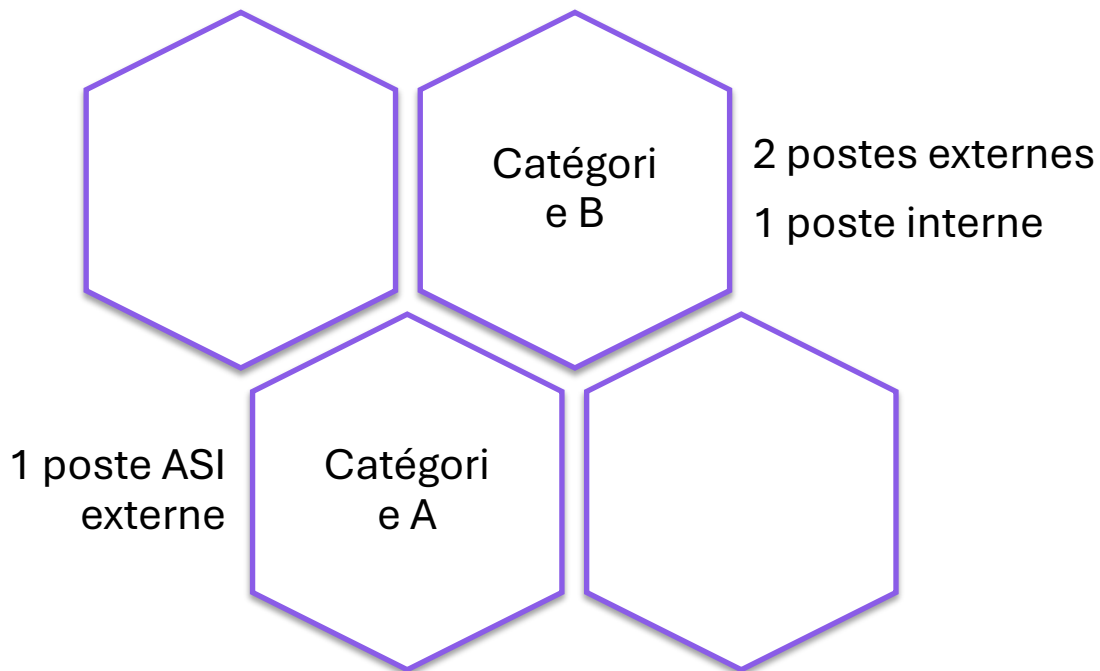 Catégori
e B
2 postes externes
1 poste interne
1 poste ASI
externe
Catégori
e A